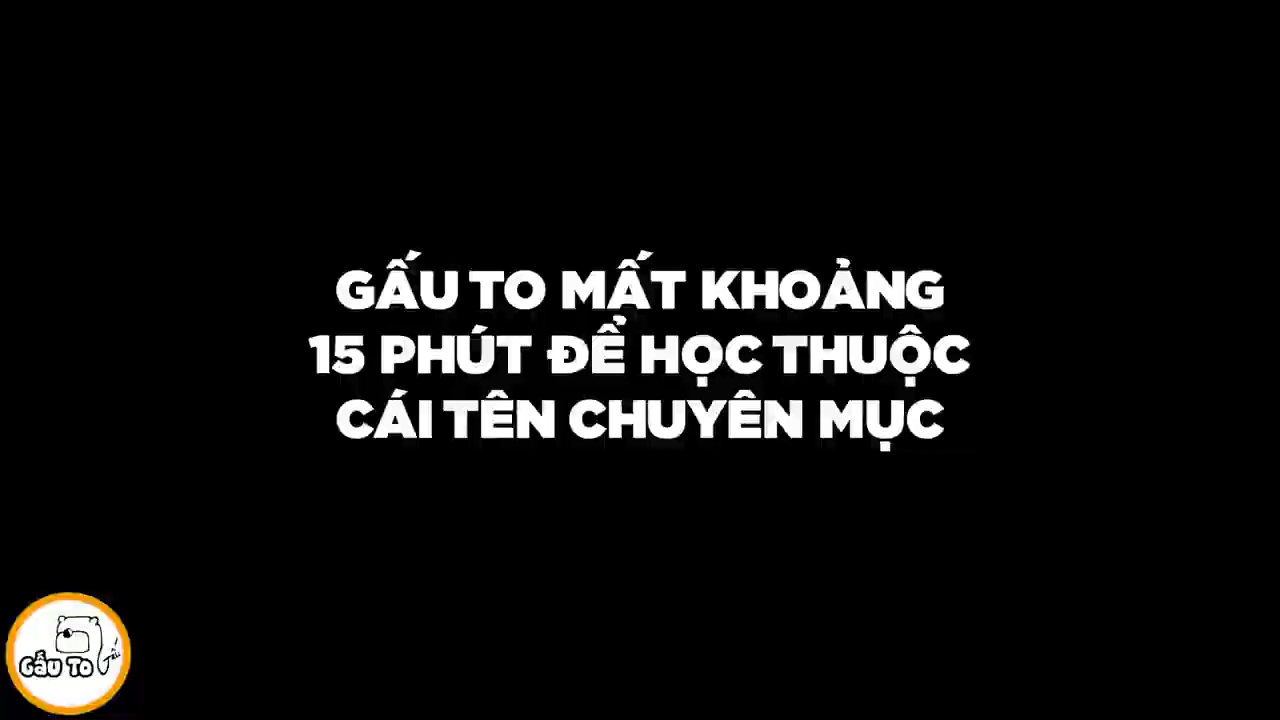 GẤU TO MẤT KHOẢNG
15 PHÚT ĐỂ HỌC THUỘC
CÁI TÊN CHUYÊN MỤC
Gấu To